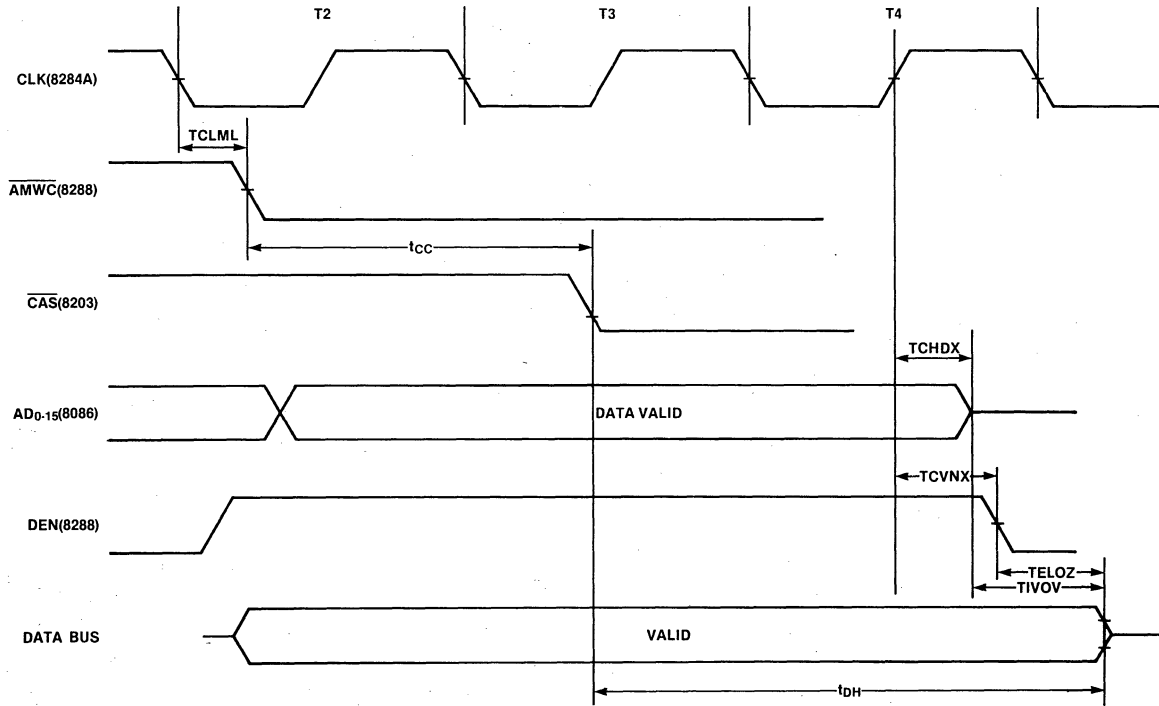 T2 T3 T4
CLK(8284A)
TCLML
AMWC(8288)
tCC
CAS(8203)
TCHDX
AD0-15(8086)
DATA VALID
TCVNX
DEN(8288)
TELOZ
TIVOV
DATA BUS
VALID
tDH